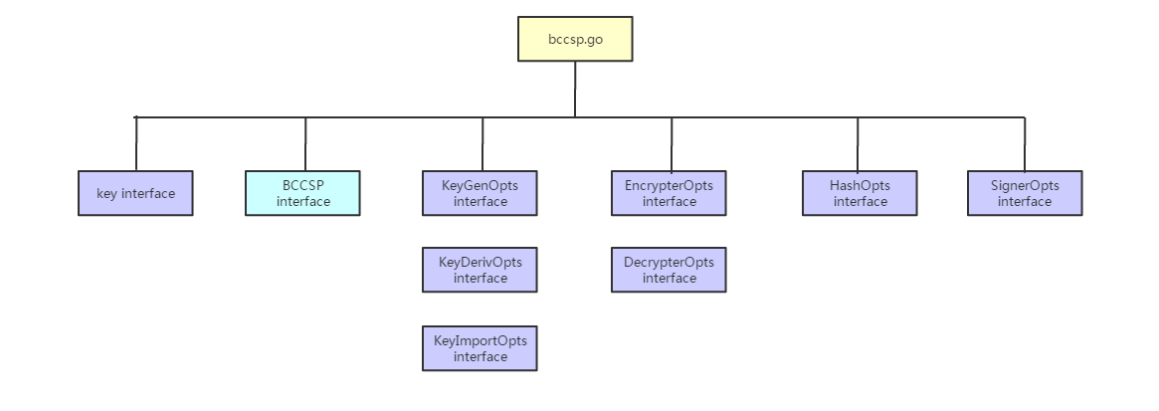 bccsp.go
key interface
BCCSP
interface
KeyGenOpts
interface
EncrypterOpts
interface
HashOpts
interface
SignerOpts
interface
KeyDerivOpts
interface
DecrypterOpts
interface
KeyImportOpts
interface